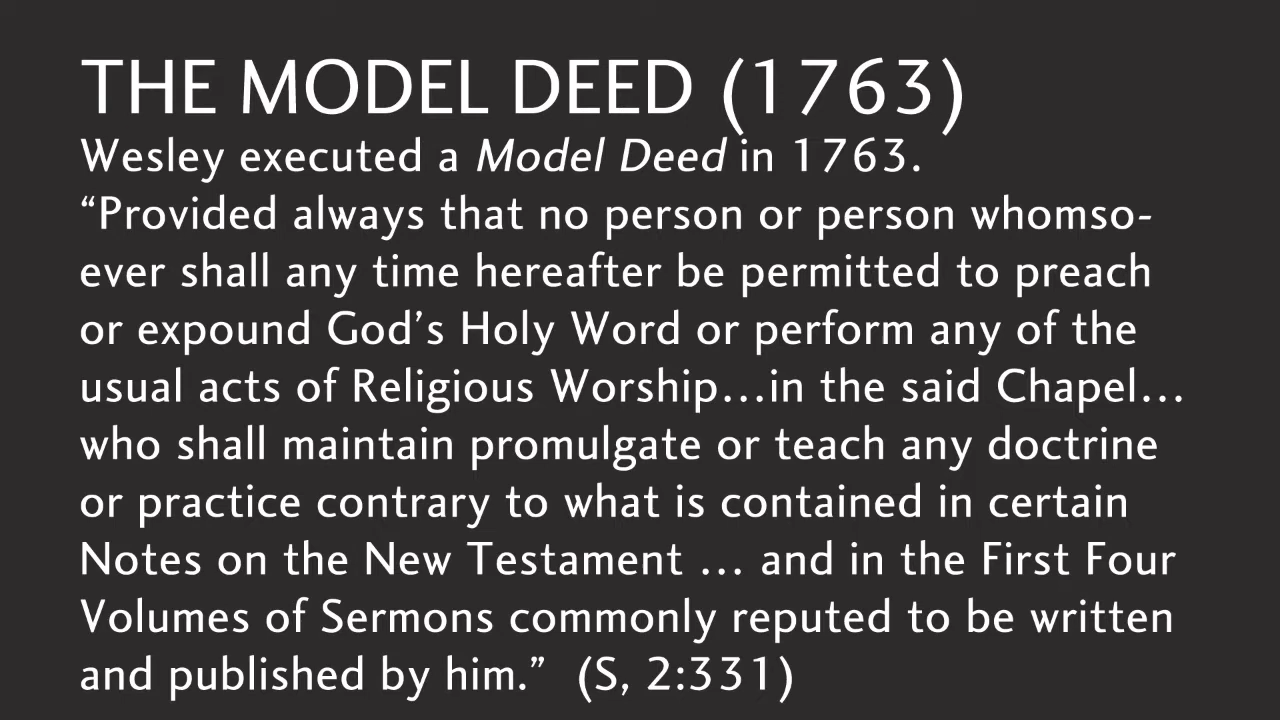 THE MODEL DEED (1763)
Wesley executed a Model Deed in 1763.
“Provided always that no person or person whomso-
ever shall any time hereafter be permitted to preach
or expound God’s Holy Word or perform any of the
usual acts of Religious Worship…in the said Chapel…
who shall maintain promulgate or teach any doctrine
or practice contrary to what is contained in certain
Notes on the New Testament … and in the First Four
Volumes of Sermons commonly reputed to be written
and published by him.”  (S, 2:331)